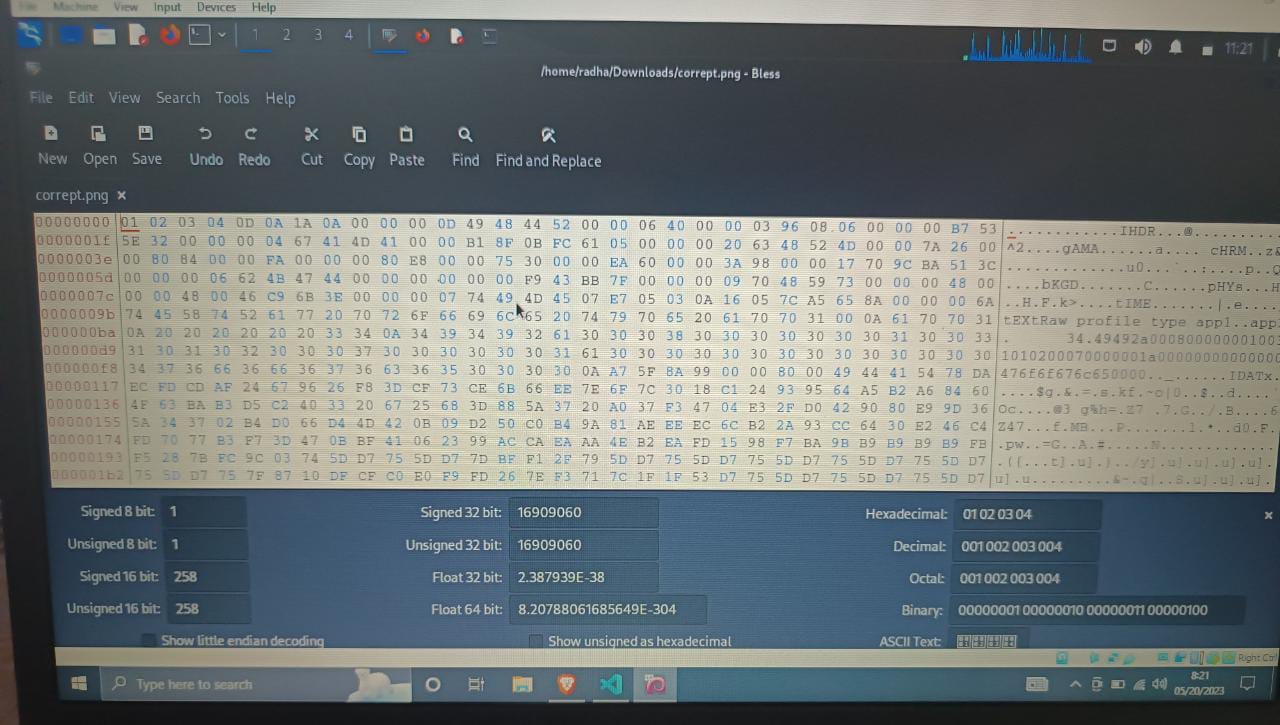 File Machine View Input Devices Help
1 2 3 4 11:21
/home/radha/Downloads/corrept.png - Bless
File Edit View Search Tools Help
New Open Save Undo Redo Cut Copy Paste Find Find and Replace
corrept.png ×
00000000 01 02 03 04 0D 0A 1A 0A 00 00 00 0D 49 48 44 52 00 00 06 40 00 00 03 96 08 06 00 00 00 B7 53 ............IHDR...@...........
0000001f 5E 32 00 00 00 04 67 41 4D 41 00 00 B1 8F 0B FC 61 05 00 00 00 20 63 48 52 4D 00 00 7A 26 00
0000003e 00 80 84 00 00 FA 00 00 00 80 E8 00 00 75 30 00 00 EA 60 00 00 3A 98 00 00 17 70 9C BA 51 3C
0000005d 00 00 00 06 62 4B 47 44 00 00 00 00 00 00 F9 43 BB 7F 00 00 00 09 70 48 59 73 00 00 00 48 00
0000007c 00 00 48 00 46 C9 6B 3E 00 00 00 07 74 49 4D 45 07 E7 05 03 0A 16 05 7C A5 65 8A 00 00 00 6A
0000009b 74 45 58 74 52 61 77 20 70 72 6F 66 69 6C 65 20 74 79 70 65 20 61 70 70 31 00 0A 61 70 70 31 tEXtRaw profile type app1..app1
000000ba 0A 20 20 20 20 20 20 33 34 0A 34 39 34 39 32 61 30 30 30 38 30 30 30 30 30 30 31 30 30 33
000000d9 31 30 31 30 32 30 30 30 37 30 30 30 30 30 30 31 61 30 30 30 30 30 30 30 30 30 30 30 30 30 30
000000f8 34 37 36 66 36 66 36 37 36 63 36 35 30 30 30 30 0A A7 5F 8A 99 00 00 80 00 49 44 41 54 78 DA
00000117 EC FD CD AF 24 67 96 26 F8 3D CF 73 CE 6B 66 EE 7E 6F 7C 30 18 C1 24 93 95 64 A5 B2 A6 84 60
00000136 4F 63 BA B3 D5 C2 40 33 20 67 25 68 3D 88 5A 37 20 A0 37 F3 47 04 E3 2F D0 42 90 80 E9 9D 36
00000155 5A 34 37 02 B4 D0 66 D4 4D 42 0B 09 D2 50 C0 B4 9A 81 AE EE EC 6C B2 2A 93 CC 64 30 E2 46 C4
00000174 FD 70 77 B3 F7 3D 47 0B BF 41 06 23 99 AC CA EA AA 4E B2 EA FD 15 98 F7 BA 9B B9 B9 B9 B9 FB
00000193 F5 28 7B FC 9C 03 74 5D D7 75 5D D7 7D BF F1 2F 79 5D D7 75 5D D7 75 5D D7 75 5D D7 75 5D D7
000001b2 75 5D D7 75 7F 87 10 DF CF C0 E0 F9 FD 26 7E F3 71 7C 1F 1F 53 D7 75 5D D7 75 5D D7 75 5D D7
Signed 8 bit: 1 Signed 32 bit: 16909060 Hexadecimal: 01 02 03 04 ×
Unsigned 8 bit: 1 Unsigned 32 bit: 16909060 Decimal: 001 002 003 004
Signed 16 bit: 258 Float 32 bit: 2.387939E-38 Octal: 001 002 003 004
Unsigned 16 bit: 258 Float 64 bit: 8.20788061685649E-304 Binary: 00000001 00000010 00000011 00000100
Show little endian decoding Show unsigned as hexadecimal ASCII Text:
Right Ctrl
Type here to search 8:21
05/20/2023